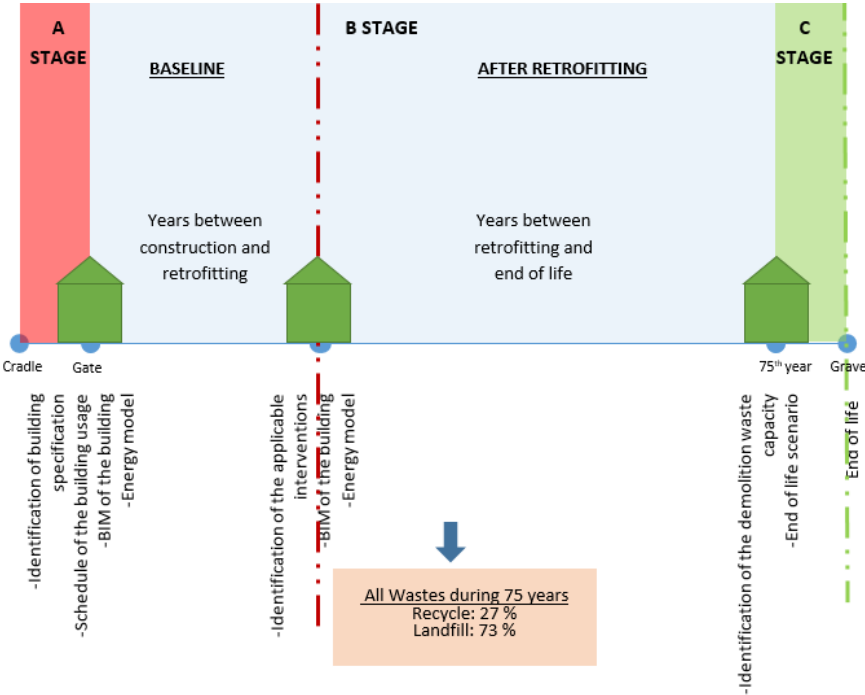 A
STAGE
B STAGE
C
STAGE
BASELINE
AFTER RETROFITTING
Years between
construction and
retrofitting
Years between
retrofitting and
end of life
Cradle
Gate
75th year
Grave
-Identification of building
specification
-Schedule of the building usage
-BIM of the building
-Energy model
-Identification of the applicable
interventions
-BIM of the building
-Energy model
-Identification of the demolition waste
capacity
-End of life scenario
End of life
All Wastes during 75 years
Recycle: 27 %
Landfill: 73 %